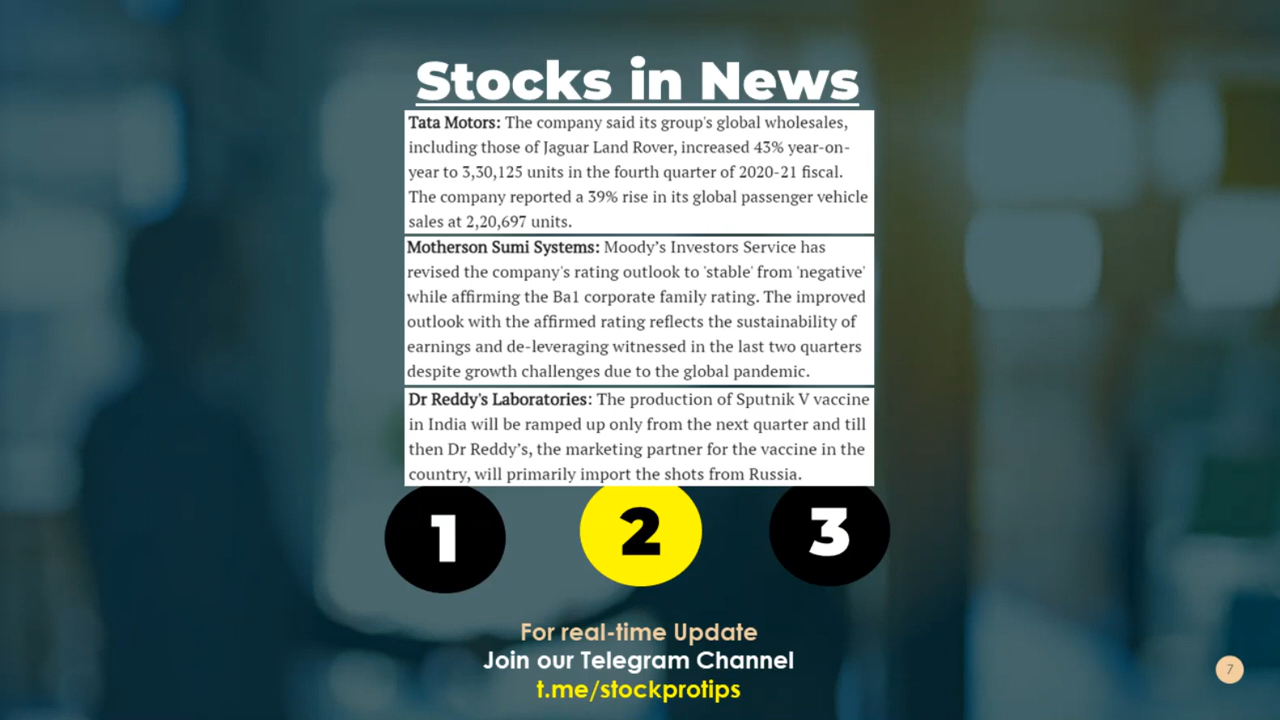 Stocks in News
Tata Motors: The company said its group's global wholesales,
including those of Jaguar Land Rover, increased 43% year-on-
year to 3,30,125 units in the fourth quarter of 2020-21 fiscal.
The company reported a 39% rise in its global passenger vehicle
sales at 2,20,697 units.
Motherson Sumi Systems: Moody’s Investors Service has
revised the company's rating outlook to 'stable' from 'negative'
while affirming the Ba1 corporate family rating. The improved
outlook with the affirmed rating reflects the sustainability of
earnings and de-leveraging witnessed in the last two quarters
despite growth challenges due to the global pandemic.
Dr Reddy's Laboratories: The production of Sputnik V vaccine
in India will be ramped up only from the next quarter and till
then Dr Reddy’s, the marketing partner for the vaccine in the
country, will primarily import the shots from Russia.
1 2 3
For real-time Update
Join our Telegram Channel
t.me/stockprotips
7